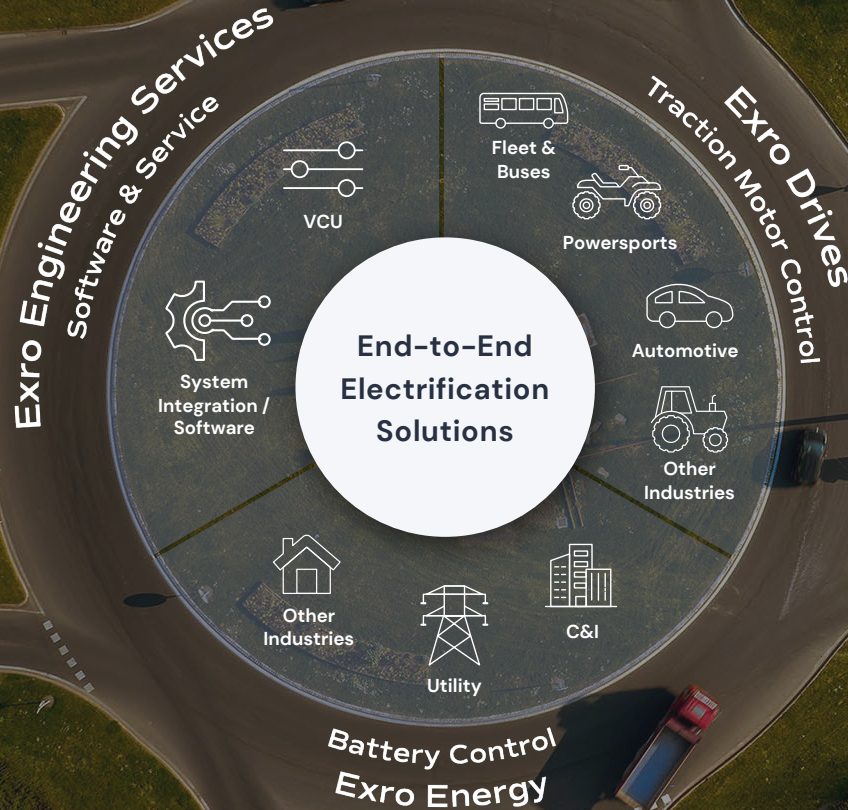 Exro Engineering Services
Software & Service
VCU
System
Integration /
Software
Exro Drives
Traction Motor Control
Fleet &
Buses
Powersports
Automotive
Other
Industries
End-to-End
Electrification
Solutions
Other
Industries
Utility
C&I
Battery Control
Exro Energy